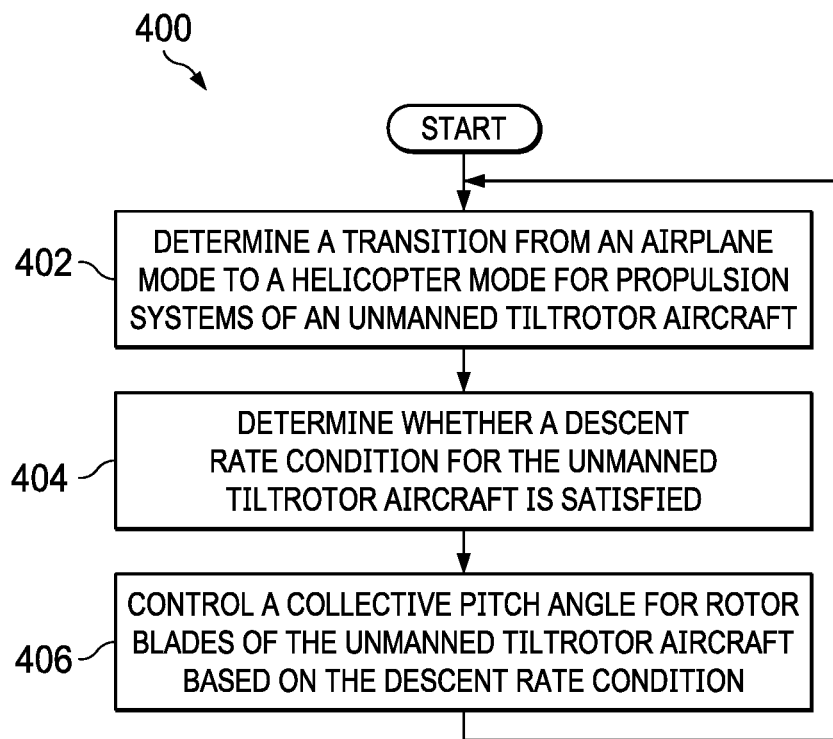 400
START
402
DETERMINE A TRANSITION FROM AN AIRPLANE
MODE TO A HELICOPTER MODE FOR PROPULSION
SYSTEMS OF AN UNMANNED TILTROTOR AIRCRAFT
404
DETERMINE WHETHER A DESCENT
RATE CONDITION FOR THE UNMANNED
TILTROTOR AIRCRAFT IS SATISFIED
406
CONTROL A COLLECTIVE PITCH ANGLE FOR ROTOR
BLADES OF THE UNMANNED TILTROTOR AIRCRAFT
BASED ON THE DESCENT RATE CONDITION